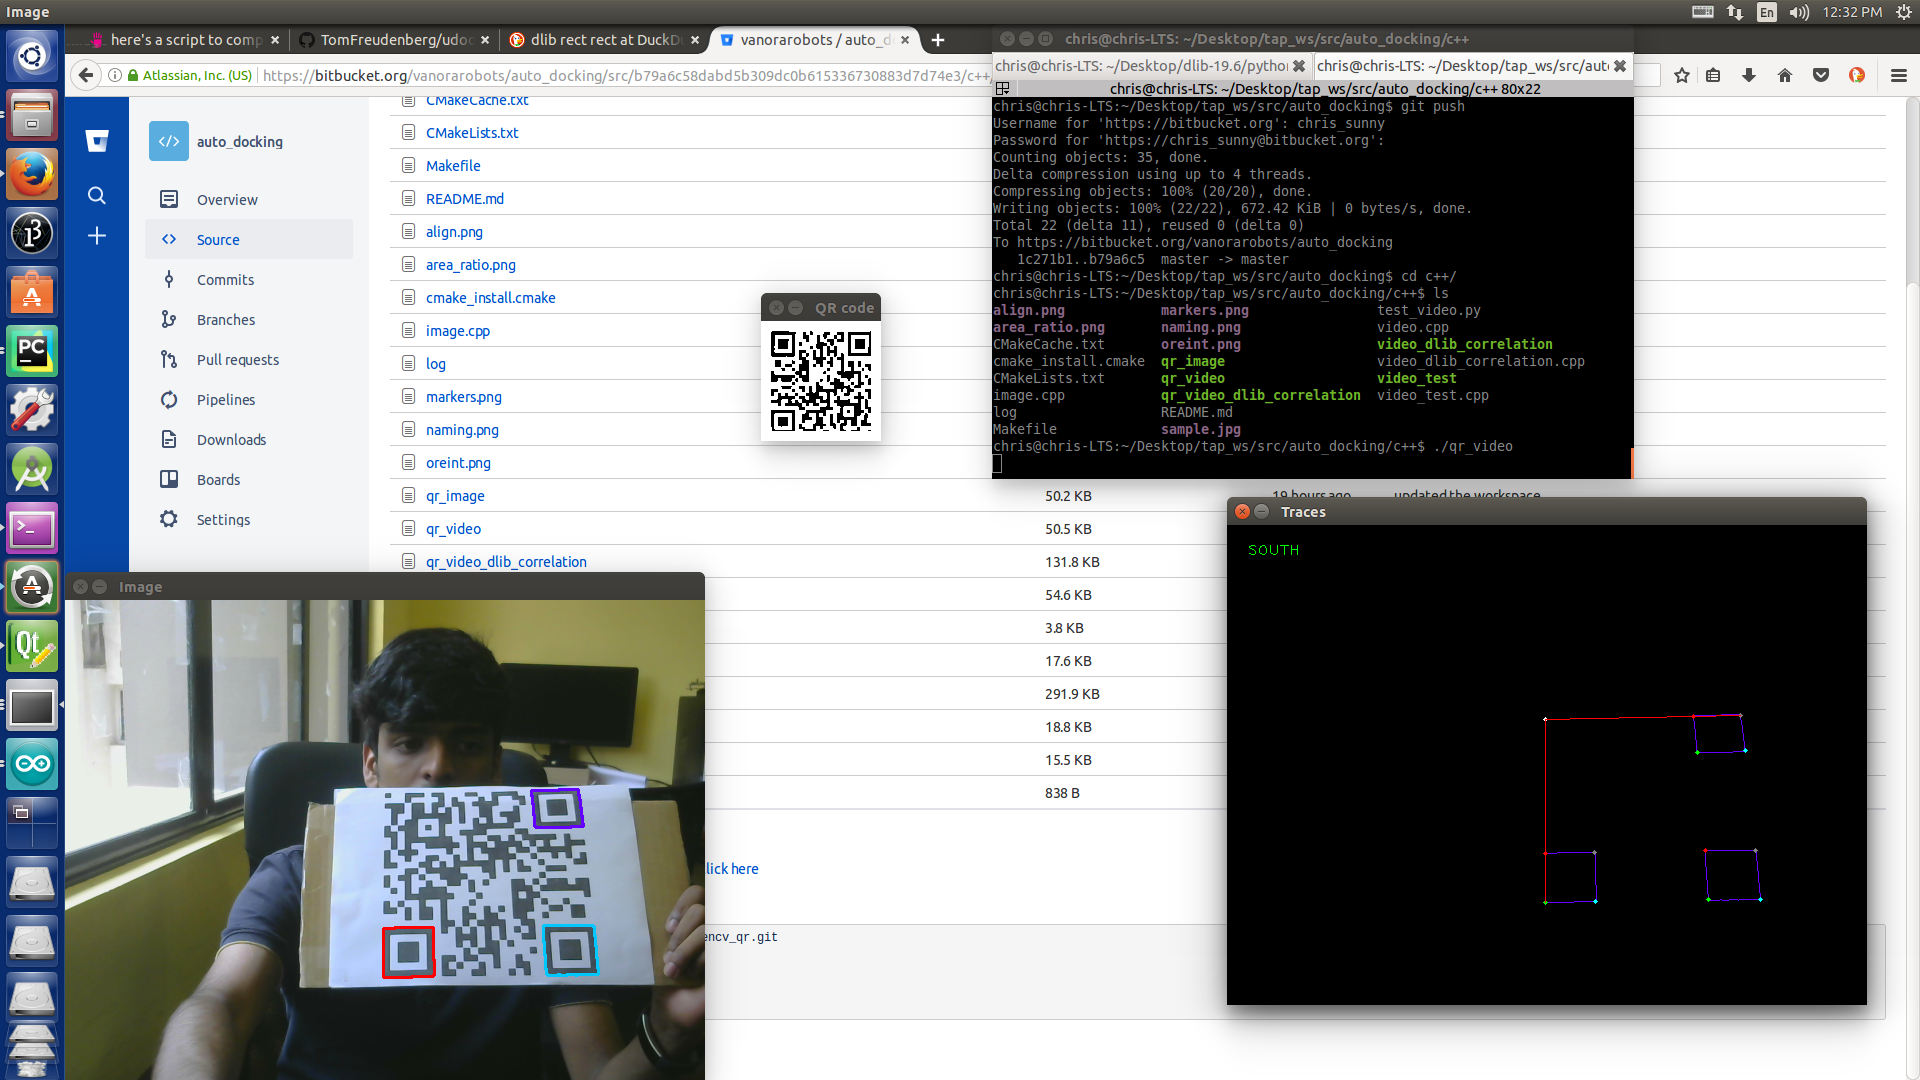 Image
En
12:32 PM
here's a script to comp
TomFreudenberg/udoc
dlib rect rect at DuckDu
vanorarobots / auto_d
Atlassian, Inc. (US)
https://bitbucket.org/vanorarobots/auto_docking/src/b79a6c58dabd5b309dc0b615336730883d7d74e3/c++/
auto_docking
Overview
Source
Commits
Branches
Pull requests
Pipelines
Downloads
Boards
Settings
CMakeCache.txt
CMakeLists.txt
Makefile
README.md
align.png
area_ratio.png
cmake_install.cmake
image.cpp
log
markers.png
naming.png
oreint.png
qr_image 50.2 KB 19 hours ago updated the workspace
qr_video 50.5 KB
qr_video_dlib_correlation 131.8 KB
54.6 KB
3.8 KB
17.6 KB
291.9 KB
18.8 KB
15.5 KB
838 B
lick here
encv_qr.git
QR code
chris@chris-LTS: ~/Desktop/tap_ws/src/auto_docking/c++
chris@chris-LTS: ~/Desktop/dlib-19.6/pytho
chris@chris-LTS: ~/Desktop/tap_ws/src/aut
chris@chris-LTS: ~/Desktop/tap_ws/src/auto_docking/c++ 80x22
chris@chris-LTS:~/Desktop/tap_ws/src/auto_docking$ git push
Username for 'https://bitbucket.org': chris_sunny
Password for 'https://chris_sunny@bitbucket.org':
Counting objects: 35, done.
Delta compression using up to 4 threads.
Compressing objects: 100% (20/20), done.
Writing objects: 100% (22/22), 672.42 KiB | 0 bytes/s, done.
Total 22 (delta 11), reused 0 (delta 0)
To https://bitbucket.org/vanorarobots/auto_docking
1c271b1..b79a6c5 master -> master
chris@chris-LTS:~/Desktop/tap_ws/src/auto_docking$ cd c++/
chris@chris-LTS:~/Desktop/tap_ws/src/auto_docking/c++$ ls
align.png markers.png test_video.py
area_ratio.png naming.png video.cpp
CMakeCache.txt oreint.png video_dlib_correlation
cmake_install.cmake qr_image video_dlib_correlation.cpp
CMakeLists.txt qr_video video_test
image.cpp qr_video_dlib_correlation video_test.cpp
log README.md
Makefile sample.jpg
chris@chris-LTS:~/Desktop/tap_ws/src/auto_docking/c++$ ./qr_video
Traces
SOUTH
Image
PC
Qt